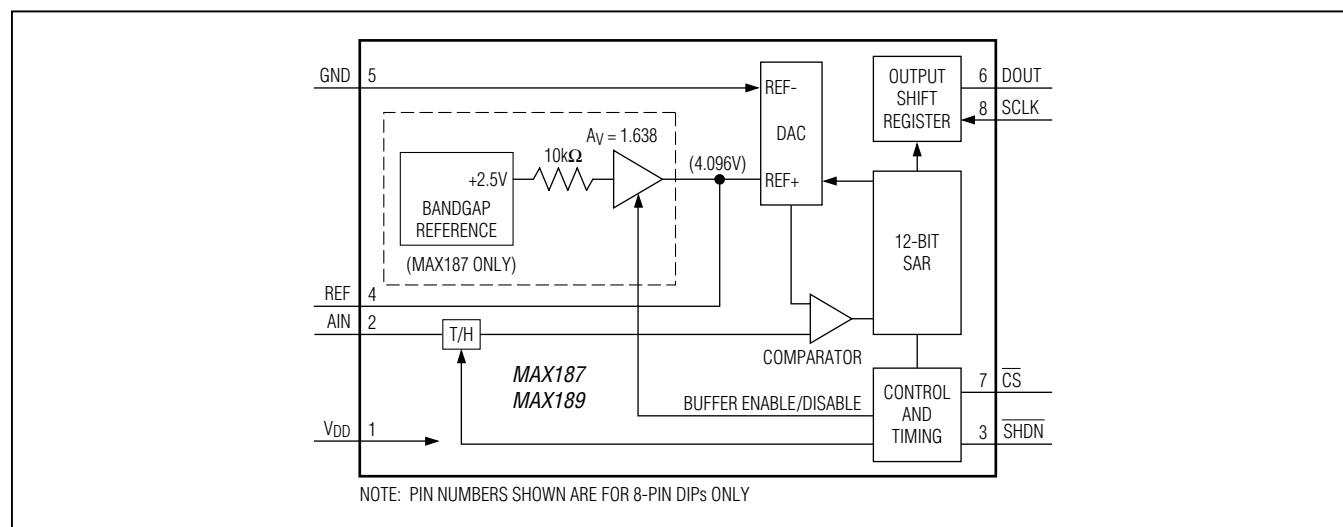 GND 5
REF-
DAC
REF+
OUTPUT
SHIFT
REGISTER
6 DOUT
8 SCLK
AV = 1.638
10kΩ
(4.096V)
+2.5V
BANDGAP
REFERENCE
(MAX187 ONLY)
12-BIT
SAR
REF 4
AIN 2
T/H
COMPARATOR
MAX187
MAX189
BUFFER ENABLE/DISABLE
CONTROL
AND
TIMING
7 C̅S̅
3 S̅H̅D̅N̅
VDD 1
NOTE: PIN NUMBERS SHOWN ARE FOR 8-PIN DIPs ONLY